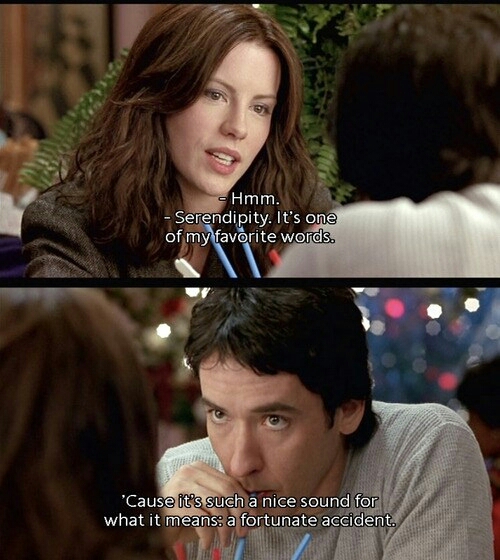 - Hmm.
- Serendipity. It's one
of my favorite words.
'Cause it's such a nice sound for
what it means: a fortunate accident.